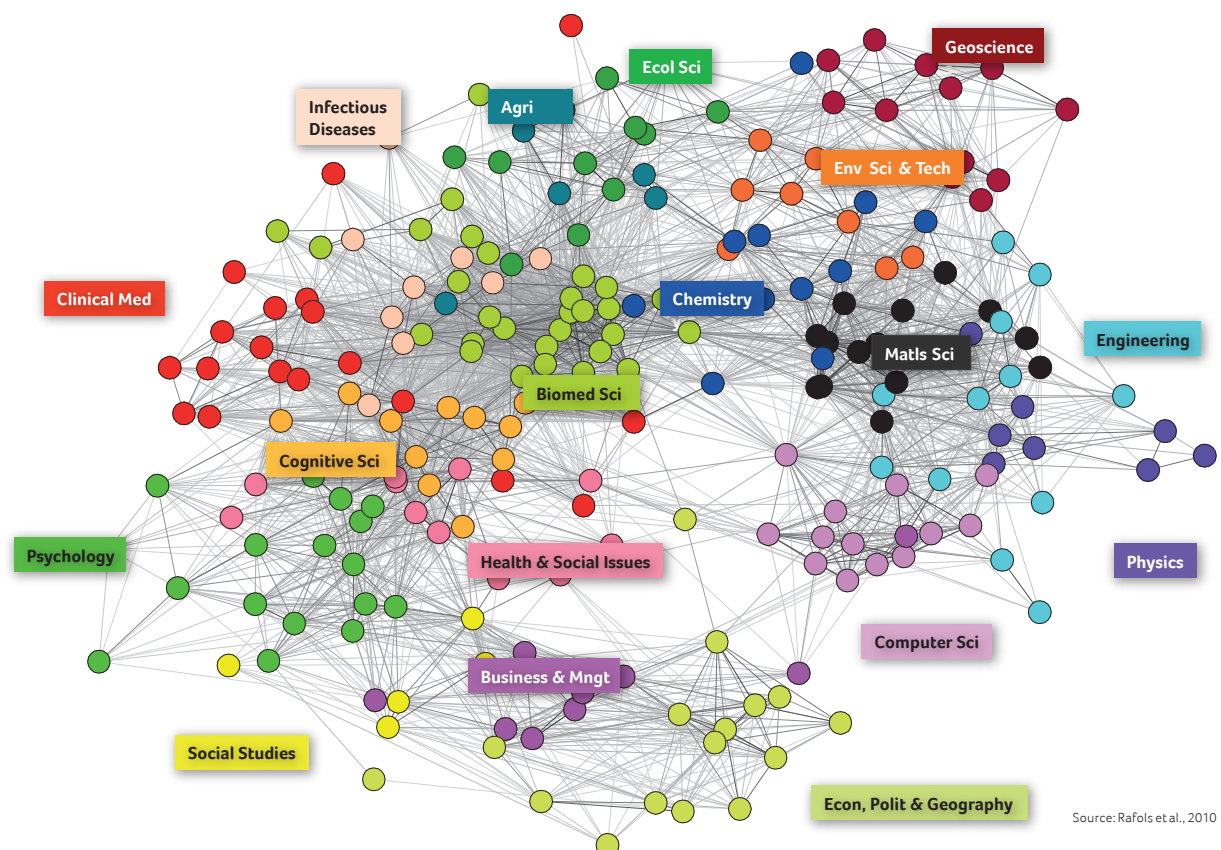 Geoscience
Ecol Sci
Infectious
Diseases
Agri
Env Sci & Tech
Clinical Med
Chemistry
Engineering
Matls Sci
Biomed Sci
Cognitive Sci
Psychology
Health & Social Issues
Physics
Computer Sci
Business & Mngt
Social Studies
Econ, Polit & Geography
Source: Rafols et al., 2010